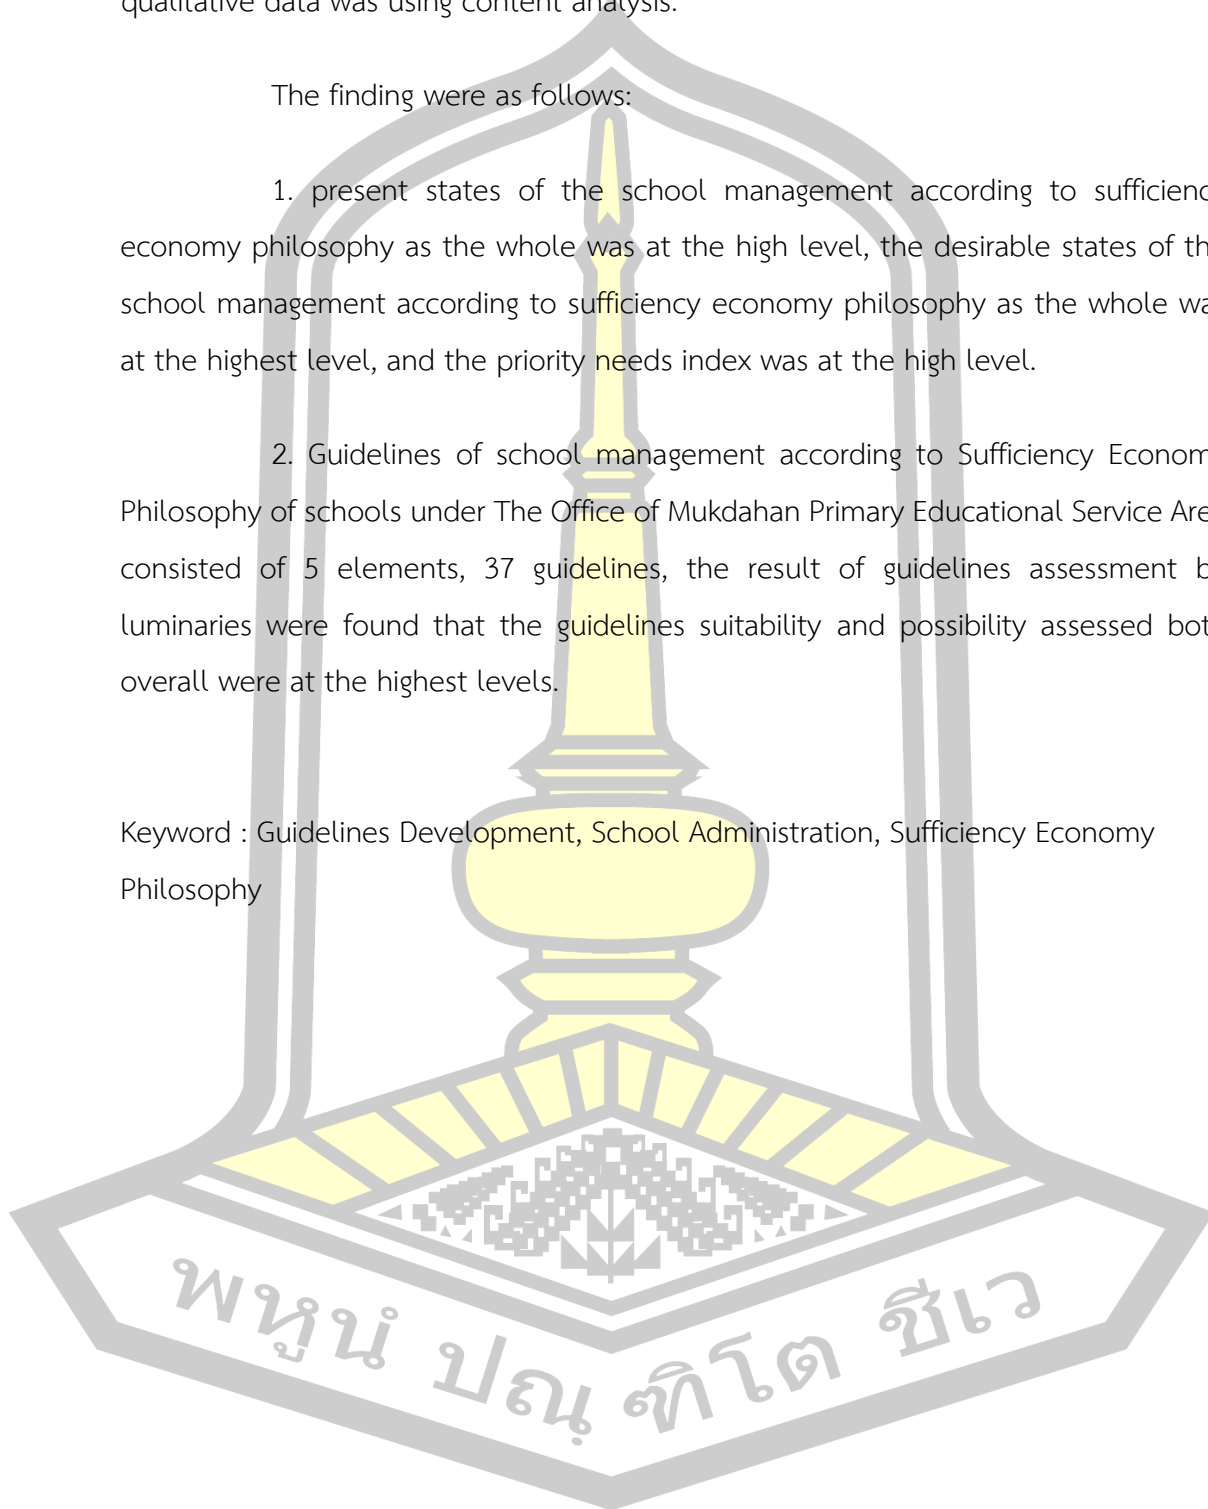 qualitative data was using content analysis.
The finding were as follows:
1. present states of the school management according to sufficienc
economy philosophy as the whole was at the high level, the desirable states of th
school management according to sufficiency economy philosophy as the whole wa
at the highest level, and the priority needs index was at the high level.
2. Guidelines of school management according to Sufficiency Econom
Philosophy of schools under The Office of Mukdahan Primary Educational Service Are
consisted of 5 elements, 37 guidelines, the result of guidelines assessment b
luminaries were found that the guidelines suitability and possibility assessed bot
overall were at the highest levels.
Keyword : Guidelines Development, School Administration, Sufficiency Economy
Philosophy
พหูนํ ปณฺฑิโต ชีเว